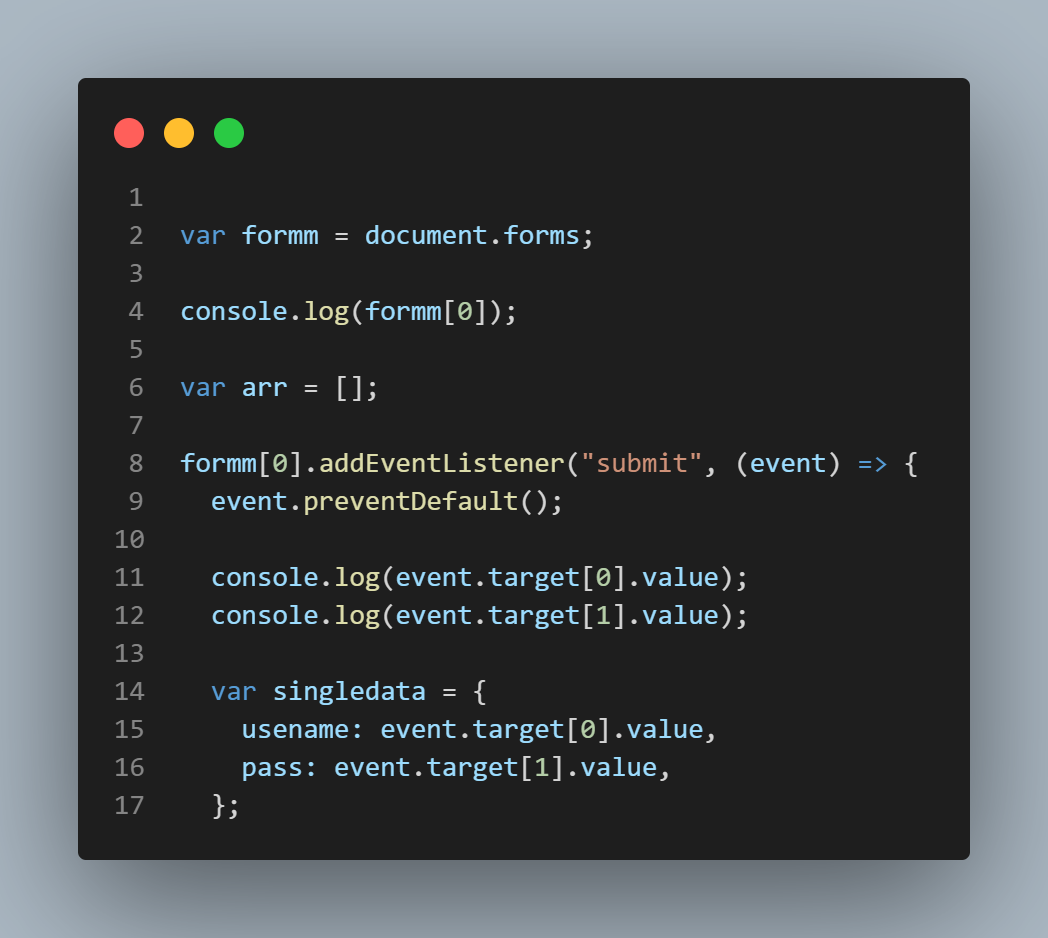 1
2 var formm = document.forms;
3
4 console.log(formm[0]);
5
6 var arr = [];
7
8 formm[0].addEventListener("submit", (event) => {
9   event.preventDefault();
10
11   console.log(event.target[0].value);
12   console.log(event.target[1].value);
13
14   var singledata = {
15     usename: event.target[0].value,
16     pass: event.target[1].value,
17   };